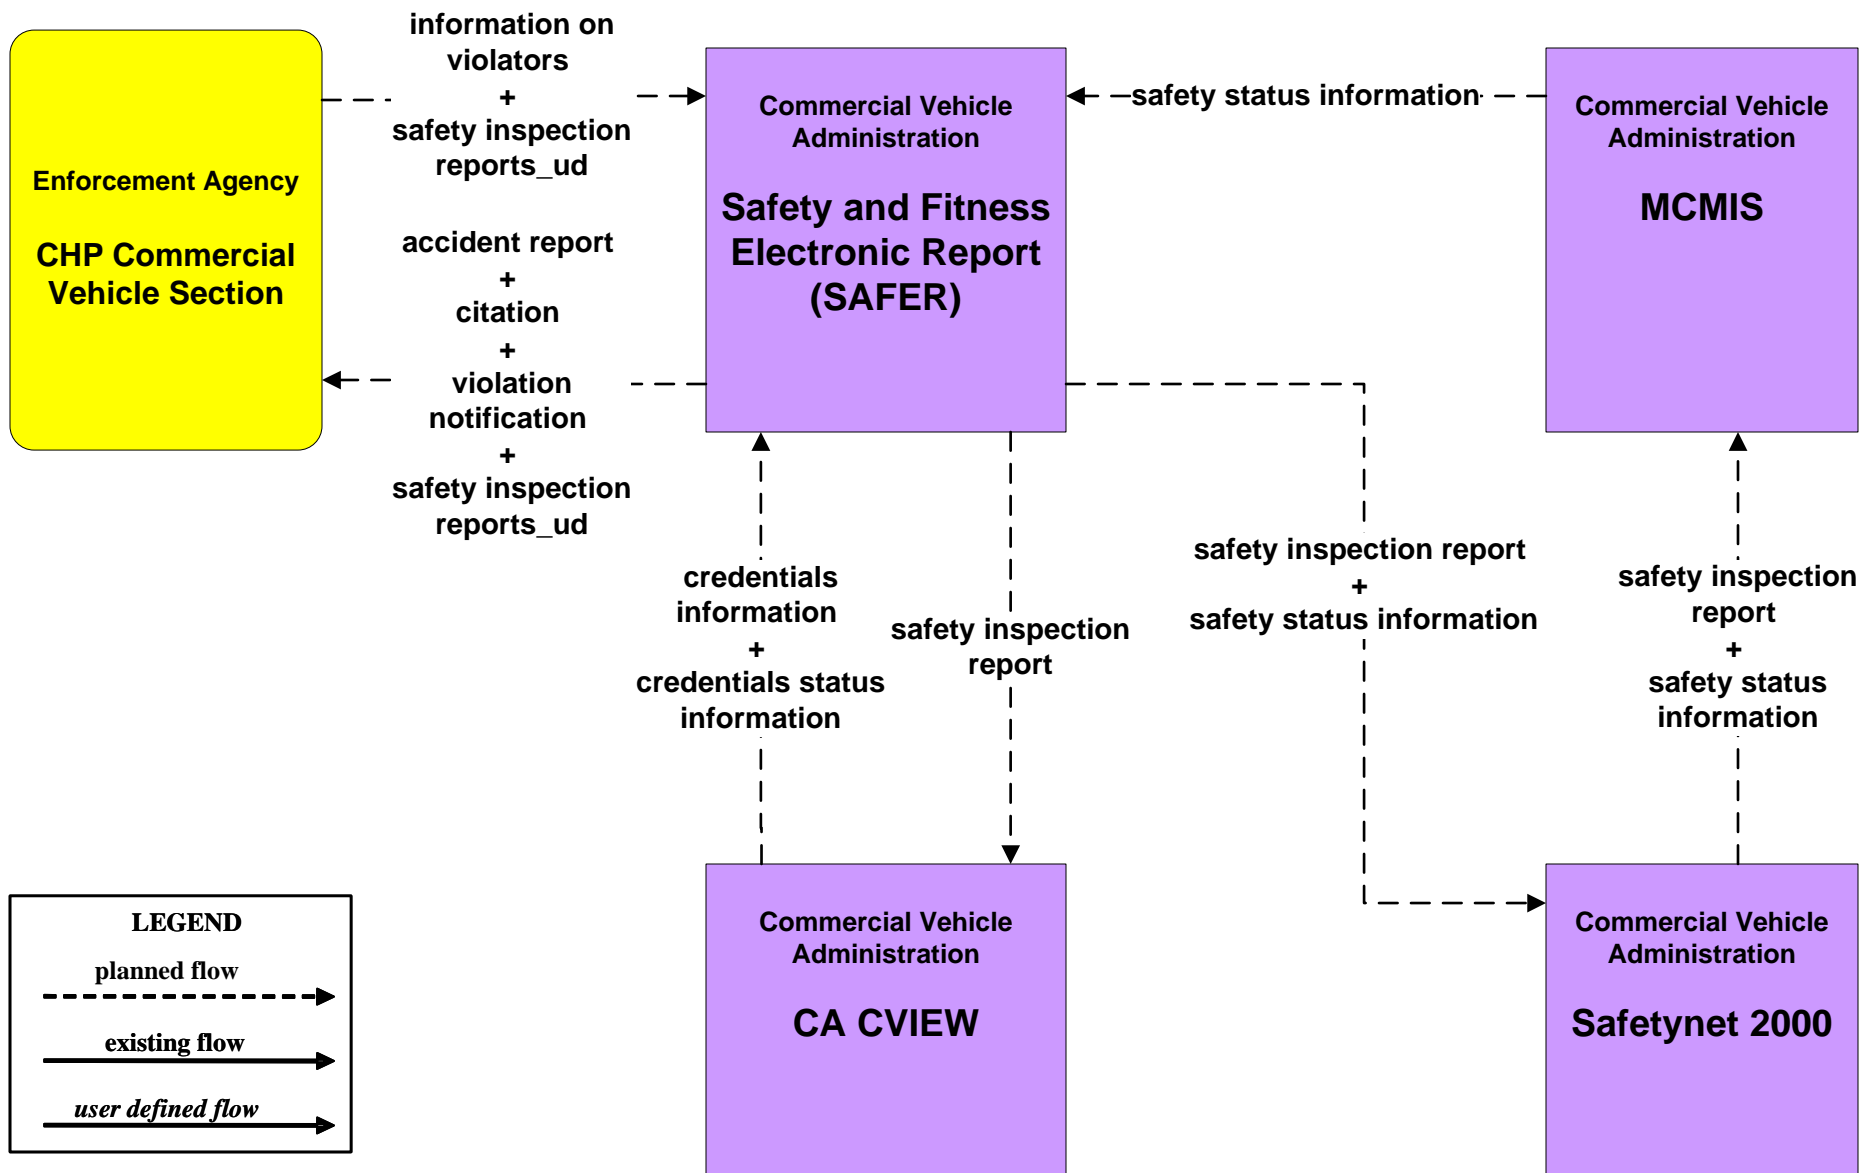 information on
violators
+
safety inspection
reports_ud
Enforcement Agency
CHP Commercial
Vehicle Section
accident report
+
citation
+
violation
notification
+
safety inspection
reports_ud
Commercial Vehicle
Administration
Safety and Fitness
Electronic Report
(SAFER)
safety status information
Commercial Vehicle
Administration
MCMIS
credentials
information
+
credentials status
information
safety inspection
report
safety inspection report
+
safety status information
safety inspection
report
+
safety status
information
LEGEND
planned flow
existing flow
user defined flow
Commercial Vehicle
Administration
CA CVIEW
Commercial Vehicle
Administration
Safetynet 2000